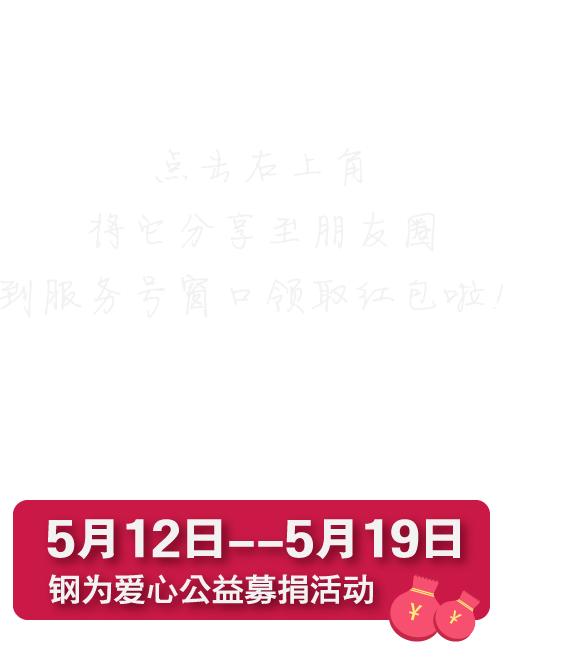 点击右上角
将它分享至朋友圈
到服务号窗口领取红包啦!
5月12日--5月19日
钢为爱心公益募捐活动
¥
¥